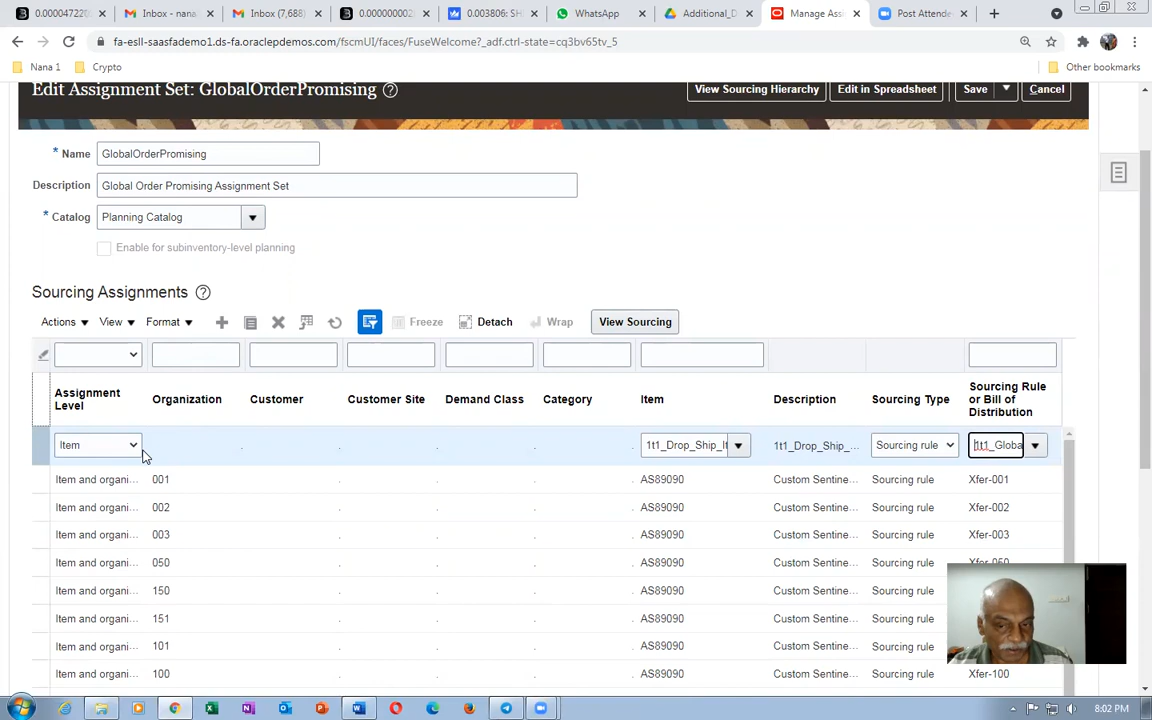 0.000047220
Inbox - nana
Inbox (7,688)
0.000000002
0.003806: SH
WhatsApp
Additional_D
Manage Ass
Post Attende
fa-esll-saasfademo1.ds-fa.oraclepdemos.com/fscmUI/faces/FuseWelcome?_adf.ctrl-state=cq3bv65tv_5
Nana 1 Crypto Other bookmarks
Edit Assignment Set: GlobalOrderPromising ?
View Sourcing Hierarchy Edit in Spreadsheet Save Cancel
* Name GlobalOrderPromising
Description Global Order Promising Assignment Set
* Catalog Planning Catalog
Enable for subinventory-level planning
Sourcing Assignments ?
Actions View Format Freeze Detach Wrap View Sourcing
Assignment Level Organization Customer Customer Site Demand Class Category Item Description Sourcing Type Sourcing Rule or Bill of Distribution
Item . . . . . 1t1_Drop_Ship_It 1t1_Drop_Ship_... Sourcing rule 1t1_Globa
Item and organi... 001 . . . . AS89090 Custom Sentine... Sourcing rule Xfer-001
Item and organi... 002 . . . . AS89090 Custom Sentine... Sourcing rule Xfer-002
Item and organi... 003 . . . . AS89090 Custom Sentine... Sourcing rule Xfer-003
Item and organi... 050 . . . . AS89090 Custom Sentine... Sourcing rule Xfer-050
Item and organi... 150 . . . . AS89090 Custom Sentine... Sourcing rule
Item and organi... 151 . . . . AS89090 Custom Sentine... Sourcing rule
Item and organi... 101 . . . . AS89090 Custom Sentine... Sourcing rule
Item and organi... 100 . . . . AS89090 Custom Sentine... Sourcing rule Xfer-100
8:02 PM